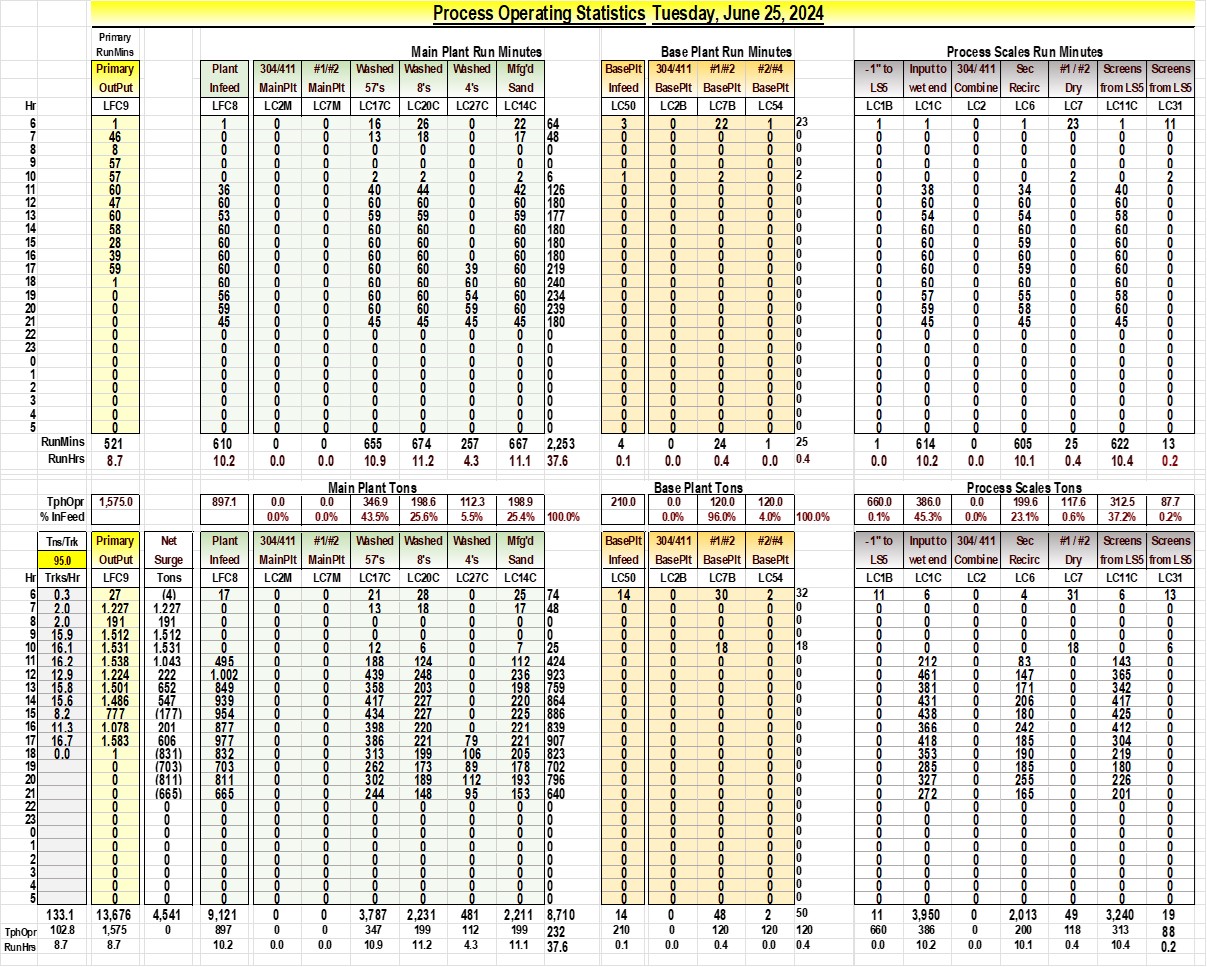 Process Operating Statistics Tuesday, June 25, 2024
Primary
RunMins Main Plant Run Minutes Base Plant Run Minutes Process Scales Run Minutes
Primary Plant 304/411 #1/#2 Washed Washed Washed Mfg'd BasePlt 304/411 #1/#2 #2/#4 -1" to Input to 304/ 411 Sec #1 / #2 Screens Screens
OutPut Infeed MainPlt MainPlt 57's 8's 4's Sand Infeed BasePlt BasePlt BasePlt LS5 wet end Combine Recirc Dry from LS5 from LS5
Hr LFC9 LFC8 LC2M LC7M LC17C LC20C LC27C LC14C LC50 LC2B LC7B LC54 LC1B LC1C LC2 LC6 LC7 LC11C LC31
6 1 1 0 0 16 26 0 22 64 3 0 22 1 23 1 1 0 1 23 1 11
7 46 0 0 0 13 18 0 17 48 0 0 0 0 0 0 0 0 0 0 0 0
8 8 0 0 0 0 0 0 0 0 0 0 0 0 0 0 0 0 0 0 0 0
9 57 0 0 0 0 0 0 0 0 0 0 0 0 0 0 0 0 0 0 0 0
10 57 0 0 0 2 2 0 2 6 1 0 2 0 2 0 0 0 0 2 0 2
11 60 36 0 0 40 44 0 42 126 0 0 0 0 0 0 38 0 34 0 40 0
12 47 60 0 0 60 60 0 60 180 0 0 0 0 0 0 60 0 60 0 60 0
13 60 53 0 0 59 59 0 59 177 0 0 0 0 0 0 54 0 54 0 58 0
14 58 60 0 0 60 60 0 60 180 0 0 0 0 0 0 60 0 60 0 60 0
15 28 60 0 0 60 60 0 60 180 0 0 0 0 0 0 60 0 59 0 60 0
16 39 60 0 0 60 60 0 60 180 0 0 0 0 0 0 60 0 60 0 60 0
17 59 60 0 0 60 60 39 60 219 0 0 0 0 0 0 60 0 59 0 60 0
18 1 60 0 0 60 60 60 60 240 0 0 0 0 0 0 60 0 60 0 60 0
19 0 56 0 0 60 60 54 60 234 0 0 0 0 0 0 57 0 55 0 58 0
20 0 59 0 0 60 60 59 60 239 0 0 0 0 0 0 59 0 58 0 60 0
21 0 45 0 0 45 45 45 45 180 0 0 0 0 0 0 45 0 45 0 45 0
22 0 0 0 0 0 0 0 0 0 0 0 0 0 0 0 0 0 0 0 0 0
23 0 0 0 0 0 0 0 0 0 0 0 0 0 0 0 0 0 0 0 0 0
0 0 0 0 0 0 0 0 0 0 0 0 0 0 0 0 0 0 0 0 0 0
1 0 0 0 0 0 0 0 0 0 0 0 0 0 0 0 0 0 0 0 0 0
2 0 0 0 0 0 0 0 0 0 0 0 0 0 0 0 0 0 0 0 0 0
3 0 0 0 0 0 0 0 0 0 0 0 0 0 0 0 0 0 0 0 0 0
4 0 0 0 0 0 0 0 0 0 0 0 0 0 0 0 0 0 0 0 0 0
5 0 0 0 0 0 0 0 0 0 0 0 0 0 0 0 0 0 0 0 0 0
RunMins 521 610 0 0 655 674 257 667 2,253 4 0 24 1 25 1 614 0 605 25 622 13
RunHrs 8.7 10.2 0.0 0.0 10.9 11.2 4.3 11.1 37.6 0.1 0.0 0.4 0.0 0.4 0.0 10.2 0.0 10.1 0.4 10.4 0.2
Main Plant Tons Base Plant Tons Process Scales Tons
TphOpr 1,575.0 897.1 0.0 0.0 346.9 198.6 112.3 198.9 210.0 0.0 120.0 120.0 660.0 386.0 0.0 199.6 117.6 312.5 87.7
% InFeed 0.0% 0.0% 43.5% 25.6% 5.5% 25.4% 100.0% 0.0% 96.0% 4.0% 100.0% 0.1% 45.3% 0.0% 23.1% 0.6% 37.2% 0.2%
Tns/Trk Primary Net Plant 304/411 #1/#2 Washed Washed Washed Mfg'd BasePlt 304/411 #1/#2 #2/#4 -1" to Input to 304/ 411 Sec #1 / #2 Screens Screens
95.0 OutPut Surge Infeed MainPlt MainPlt 57's 8's 4's Sand Infeed BasePlt BasePlt BasePlt LS5 wet end Combine Recirc Dry from LS5 from LS5
Hr Trks/Hr LFC9 Tons LFC8 LC2M LC7M LC17C LC20C LC27C LC14C LC50 LC2B LC7B LC54 LC1B LC1C LC2 LC6 LC7 LC11C LC31
6 0.3 27 (4) 17 0 0 21 28 0 25 74 14 0 30 2 32 11 6 0 4 31 6 13
7 2.0 1.227 1.227 0 0 0 13 18 0 17 48 0 0 0 0 0 0 0 0 0 0 0 0
8 2.0 191 191 0 0 0 0 0 0 0 0 0 0 0 0 0 0 0 0 0 0 0 0
9 15.9 1.512 1.512 0 0 0 0 0 0 0 0 0 0 0 0 0 0 0 0 0 0 0 0
10 16.1 1.531 1.531 0 0 0 12 6 0 7 25 0 0 18 0 18 0 0 0 0 18 0 6
11 16.2 1.538 1.043 495 0 0 188 124 0 112 424 0 0 0 0 0 0 212 0 83 0 143 0
12 12.9 1.224 222 1.002 0 0 439 248 0 236 923 0 0 0 0 0 0 461 0 147 0 365 0
13 15.8 1.501 652 849 0 0 358 203 0 198 759 0 0 0 0 0 0 381 0 171 0 342 0
14 15.6 1.486 547 939 0 0 417 227 0 220 864 0 0 0 0 0 0 431 0 206 0 417 0
15 8.2 777 (177) 954 0 0 434 227 0 225 886 0 0 0 0 0 0 438 0 180 0 425 0
16 11.3 1.078 201 877 0 0 398 220 0 221 839 0 0 0 0 0 0 366 0 242 0 412 0
17 16.7 1.583 606 977 0 0 386 221 79 221 907 0 0 0 0 0 0 418 0 185 0 304 0
18 0.0 1 (831) 832 0 0 313 199 106 205 823 0 0 0 0 0 0 353 0 190 0 219 0
19 (703) 703 0 0 262 173 89 178 702 0 0 0 0 0 0 285 0 185 0 180 0
20 (811) 811 0 0 302 189 112 193 796 0 0 0 0 0 0 327 0 255 0 226 0
21 (665) 665 0 0 244 148 95 153 640 0 0 0 0 0 0 272 0 165 0 201 0
22 0 0 0 0 0 0 0 0 0 0 0 0 0 0 0 0 0 0 0 0 0 0
23 0 0 0 0 0 0 0 0 0 0 0 0 0 0 0 0 0 0 0 0 0 0
0 0 0 0 0 0 0 0 0 0 0 0 0 0 0 0 0 0 0 0 0 0 0
1 0 0 0 0 0 0 0 0 0 0 0 0 0 0 0 0 0 0 0 0 0 0
2 0 0 0 0 0 0 0 0 0 0 0 0 0 0 0 0 0 0 0 0 0 0
3 0 0 0 0 0 0 0 0 0 0 0 0 0 0 0 0 0 0 0 0 0 0
4 0 0 0 0 0 0 0 0 0 0 0 0 0 0 0 0 0 0 0 0 0 0
5 0 0 0 0 0 0 0 0 0 0 0 0 0 0 0 0 0 0 0 0 0 0
133.1 13,676 4,541 9,121 0 0 3,787 2,231 481 2,211 8,710 14 0 48 2 50 11 3,950 0 2,013 49 3,240 19
TphOpr 102.8 1,575 0 897 0 0 347 199 112 199 232 210 0 120 120 120 660 386 0 200 118 313 88
RunHrs 8.7 8.7 10.2 0.0 0.0 10.9 11.2 4.3 11.1 37.6 0.1 0.0 0.4 0.0 0.4 0.0 10.2 0.0 10.1 0.4 10.4 0.2